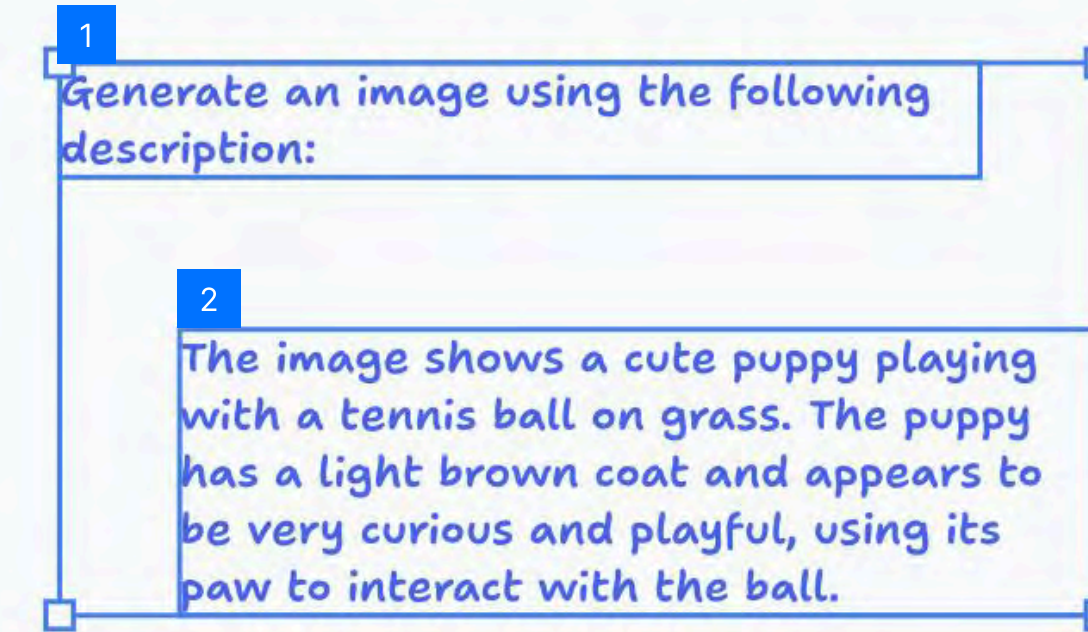 1
Generate an image using the following
description:
2
The image shows a cute puppy playing
with a tennis ball on grass. The puppy
has a light brown coat and appears to
be very curious and playful, using its
paw to interact with the ball.